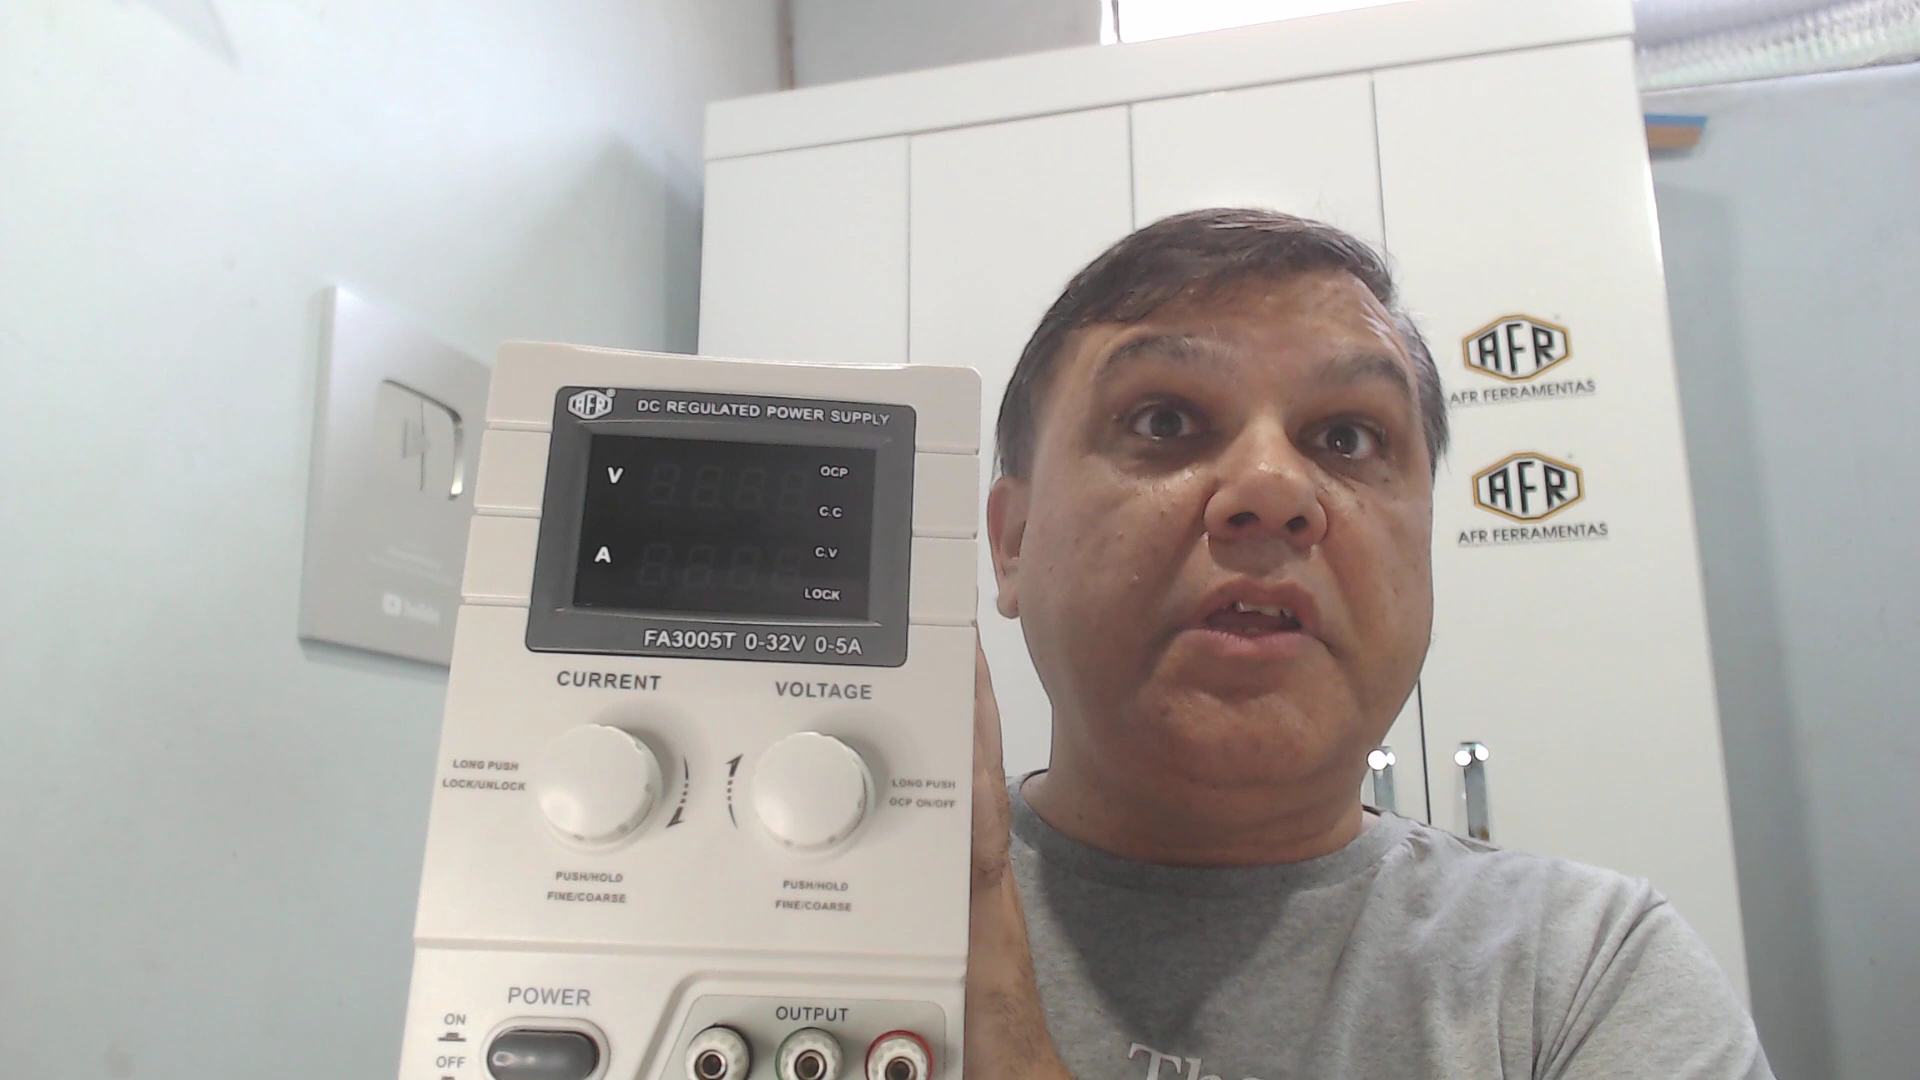 AFR
DC REGULATED POWER SUPPLY
V
OCP
C.C
A
C.V
LOCK
FA3005T 0-32V 0-5A
CURRENT
VOLTAGE
LONG PUSH
LOCK/UNLOCK
LONG PUSH
OCP ON/OFF
PUSH/HOLD
FINE/COARSE
PUSH/HOLD
FINE/COARSE
POWER
ON
OFF
OUTPUT
AFR
AFR FERRAMENTAS
AFR
AFR FERRAMENTAS
YouTube